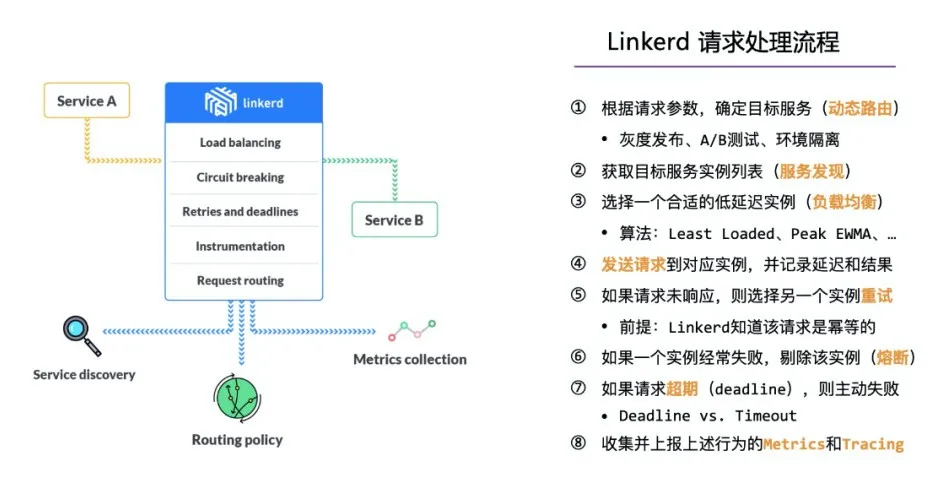 Linkerd 请求处理流程
Service A
linkerd
Load balancing
Circuit breaking
Retries and deadlines
Instrumentation
Request routing
Service B
Service discovery
Routing policy
Metrics collection
① 根据请求参数，确定目标服务（动态路由）
• 灰度发布、A/B测试、环境隔离
② 获取目标服务实例列表（服务发现）
③ 选择一个合适的低延迟实例（负载均衡）
• 算法：Least Loaded、Peak EWMA、…
④ 发送请求到对应实例，并记录延迟和结果
⑤ 如果请求未响应，则选择另一个实例重试
• 前提：Linkerd知道该请求是幂等的
⑥ 如果一个实例经常失败，剔除该实例（熔断）
⑦ 如果请求超期（deadline），则主动失败
• Deadline vs. Timeout
⑧ 收集并上报上述行为的Metrics和Tracing